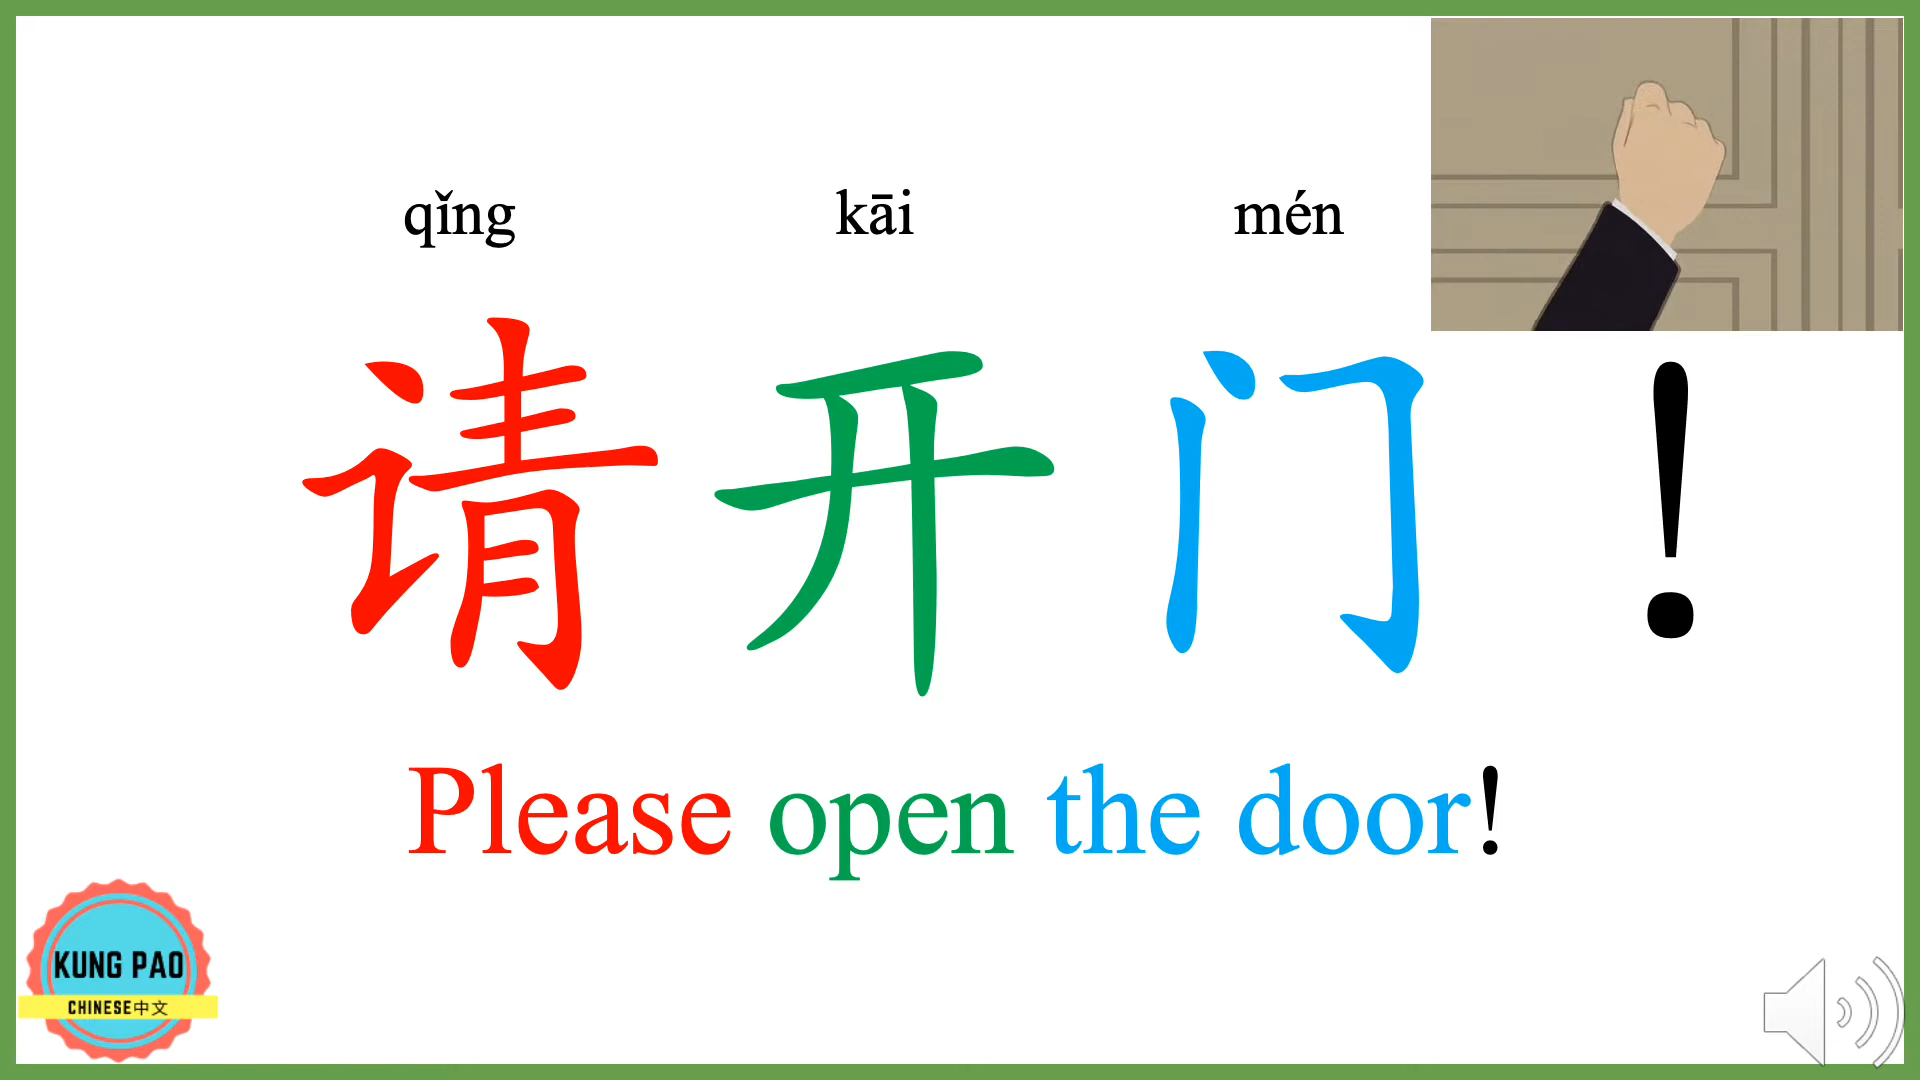 qǐng kāi mén
请开门！
Please open the door!
KUNG PAO
CHINESE中文